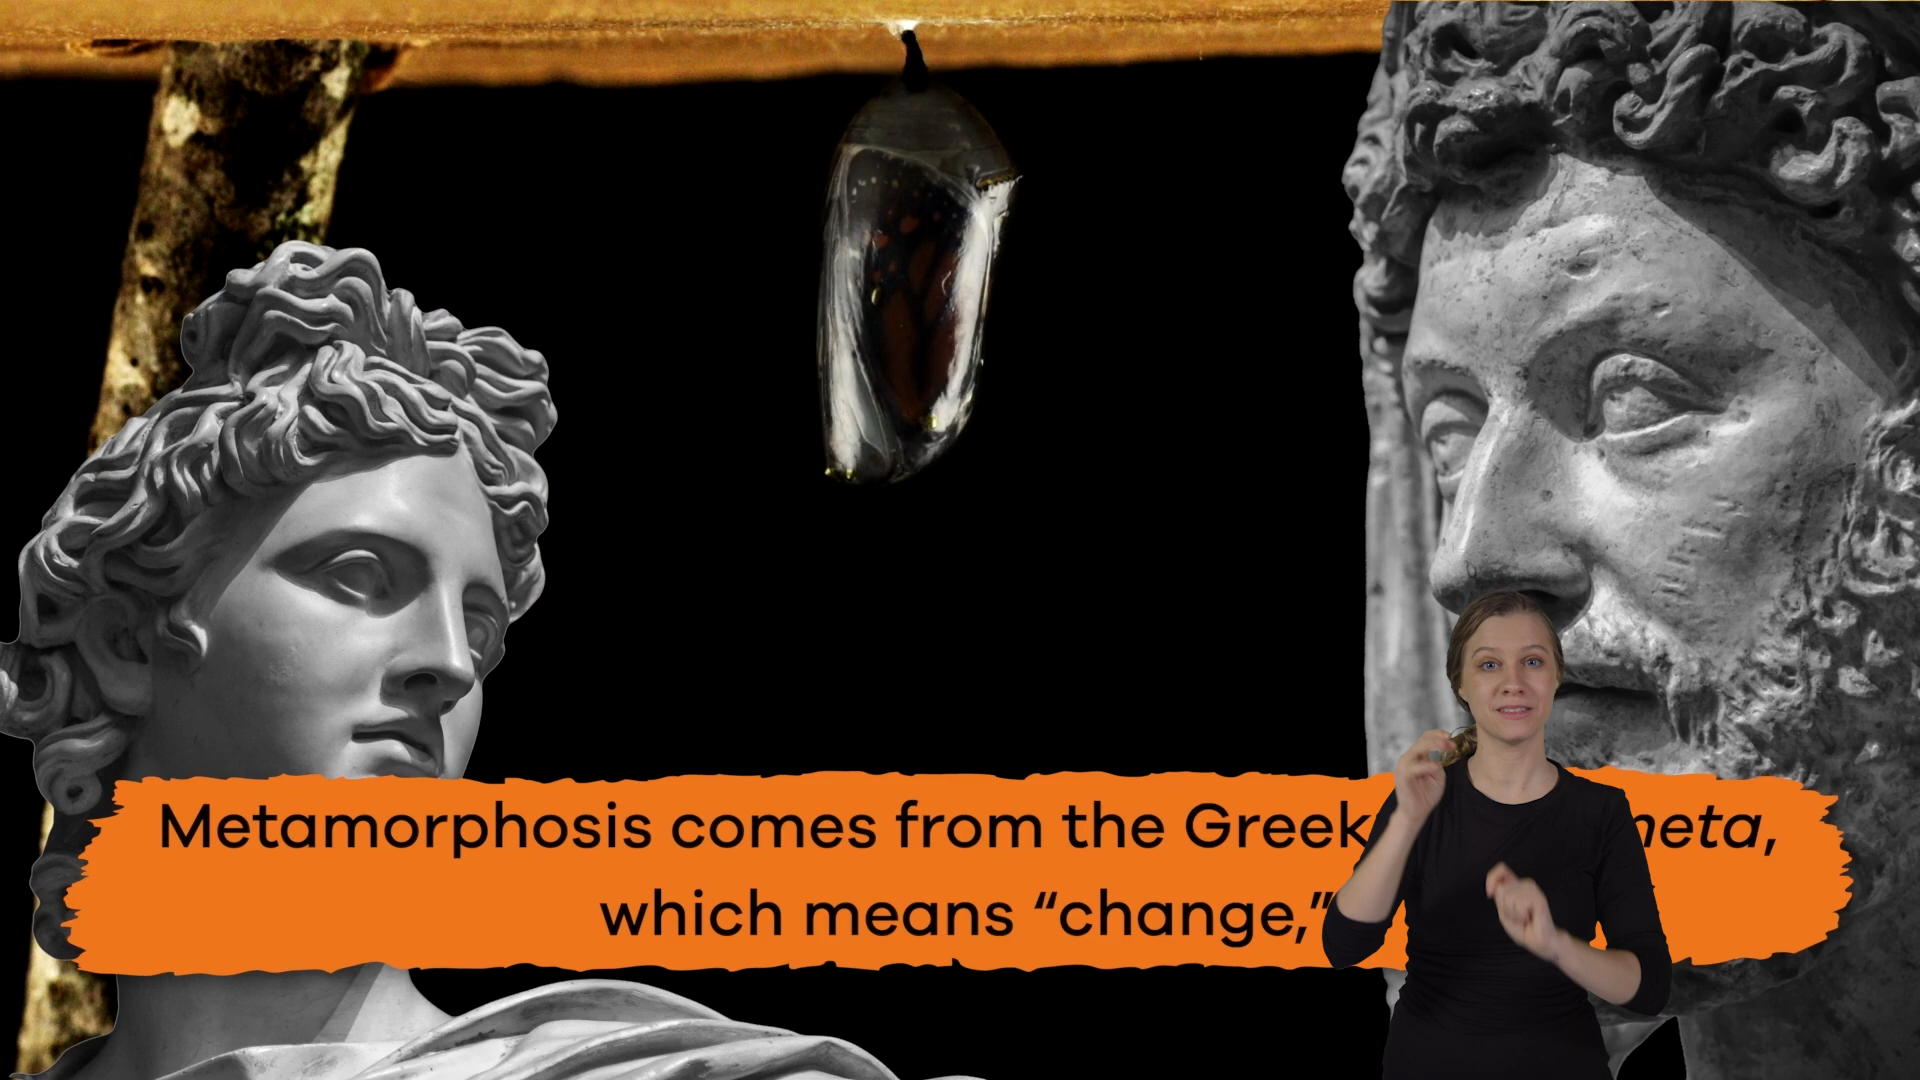 Metamorphosis comes from the Greek meta,
which means “change,”